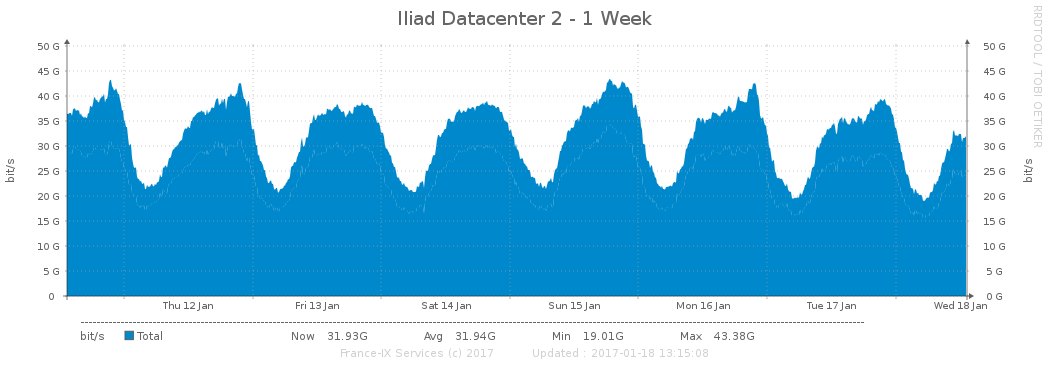 Iliad Datacenter 2 - 1 Week
RRDTOOL / TOBI OETIKER
bit/s
50 G 50 G
45 G 45 G
40 G 40 G
35 G 35 G
30 G 30 G
25 G 25 G
20 G 20 G
15 G 15 G
10 G 10 G
5 G 5 G
0 0 G
bit/s
Thu 12 Jan Fri 13 Jan Sat 14 Jan Sun 15 Jan Mon 16 Jan Tue 17 Jan Wed 18 Jan
bit/s Total Now 31.93G Avg 31.94G Min 19.01G Max 43.38G
France-IX Services (c) 2017 Updated : 2017-01-18 13:15:08